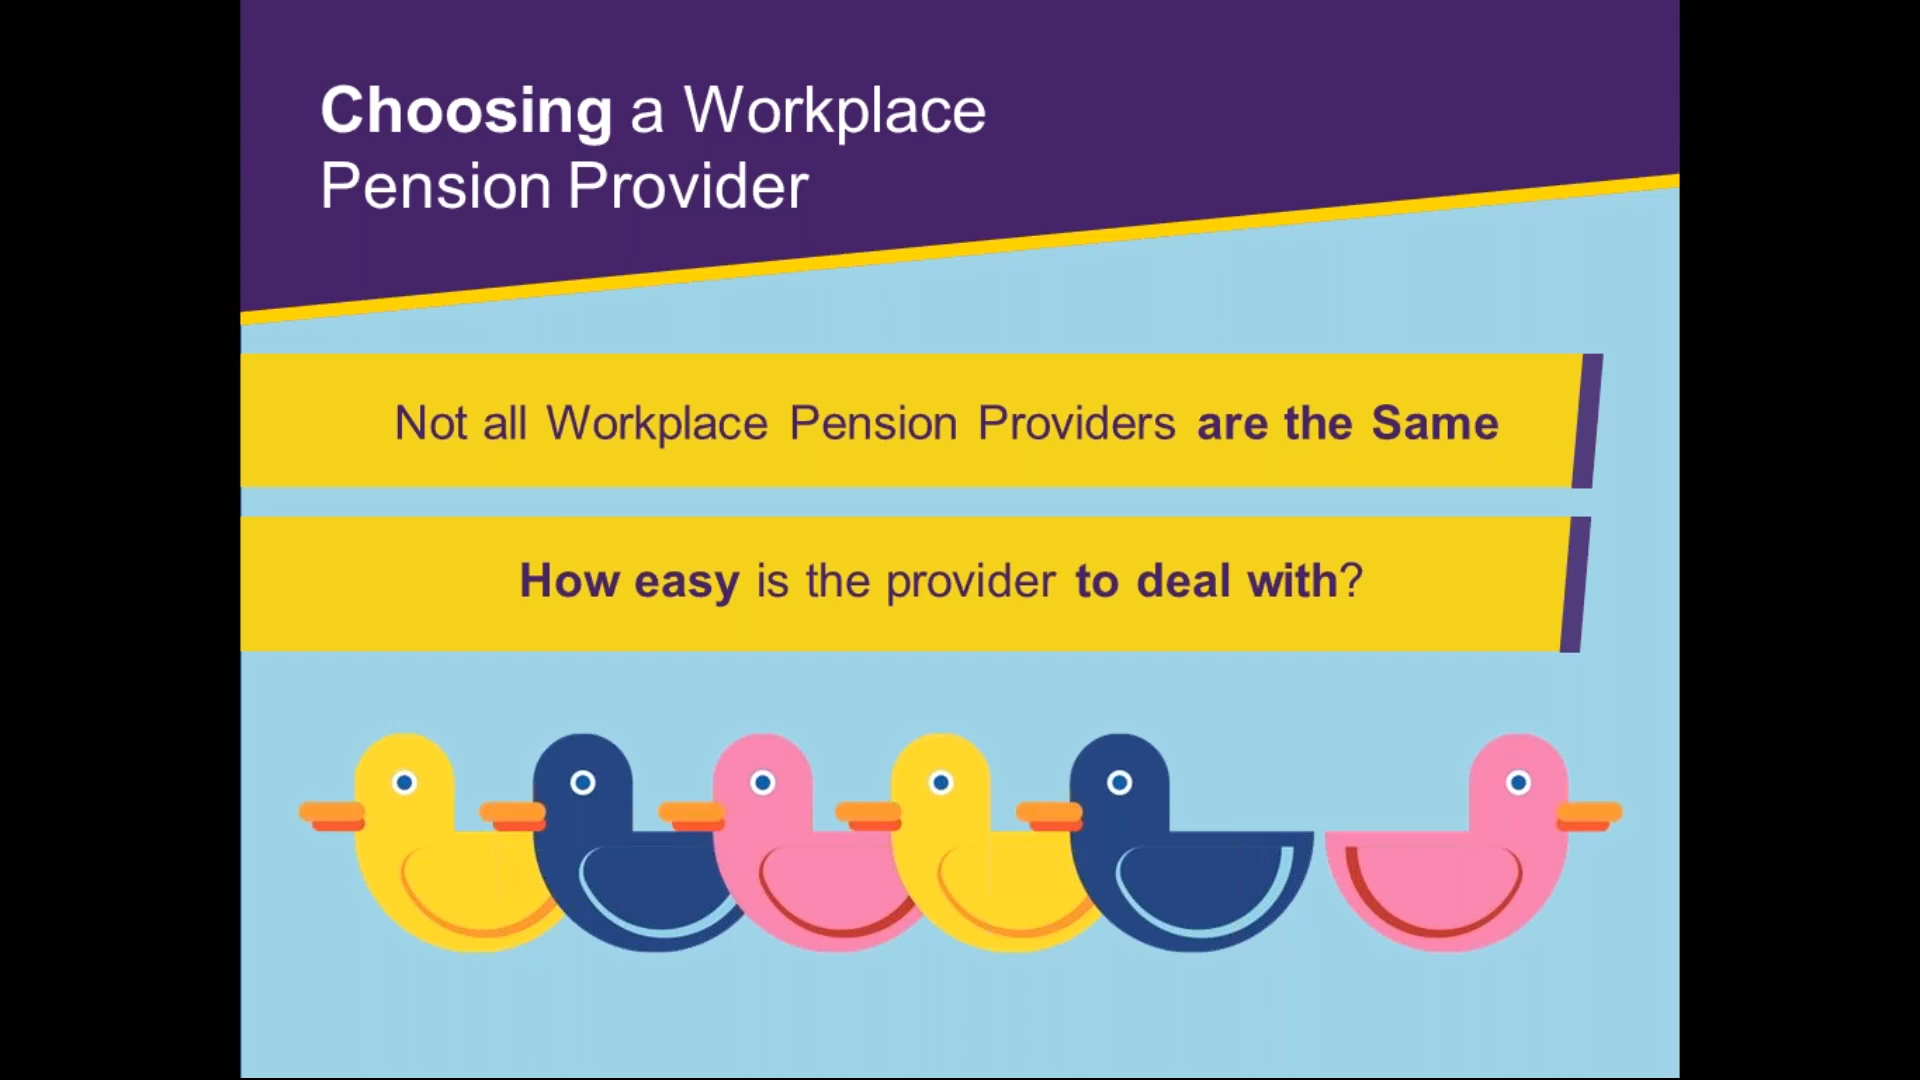 Choosing a Workplace
Pension Provider
Not all Workplace Pension Providers are the Same
How easy is the provider to deal with?